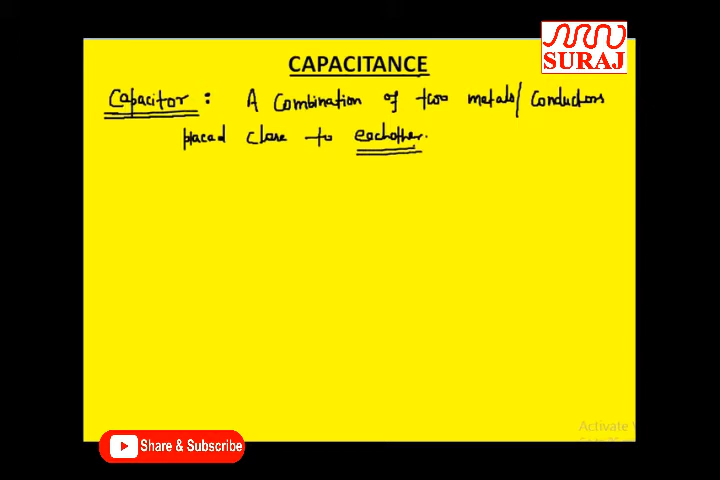 SURAJ
CAPACITANCE
Capacitor : A Combination of two metals/Conductors
placed close to eachother.
Activate
Share & Subscribe